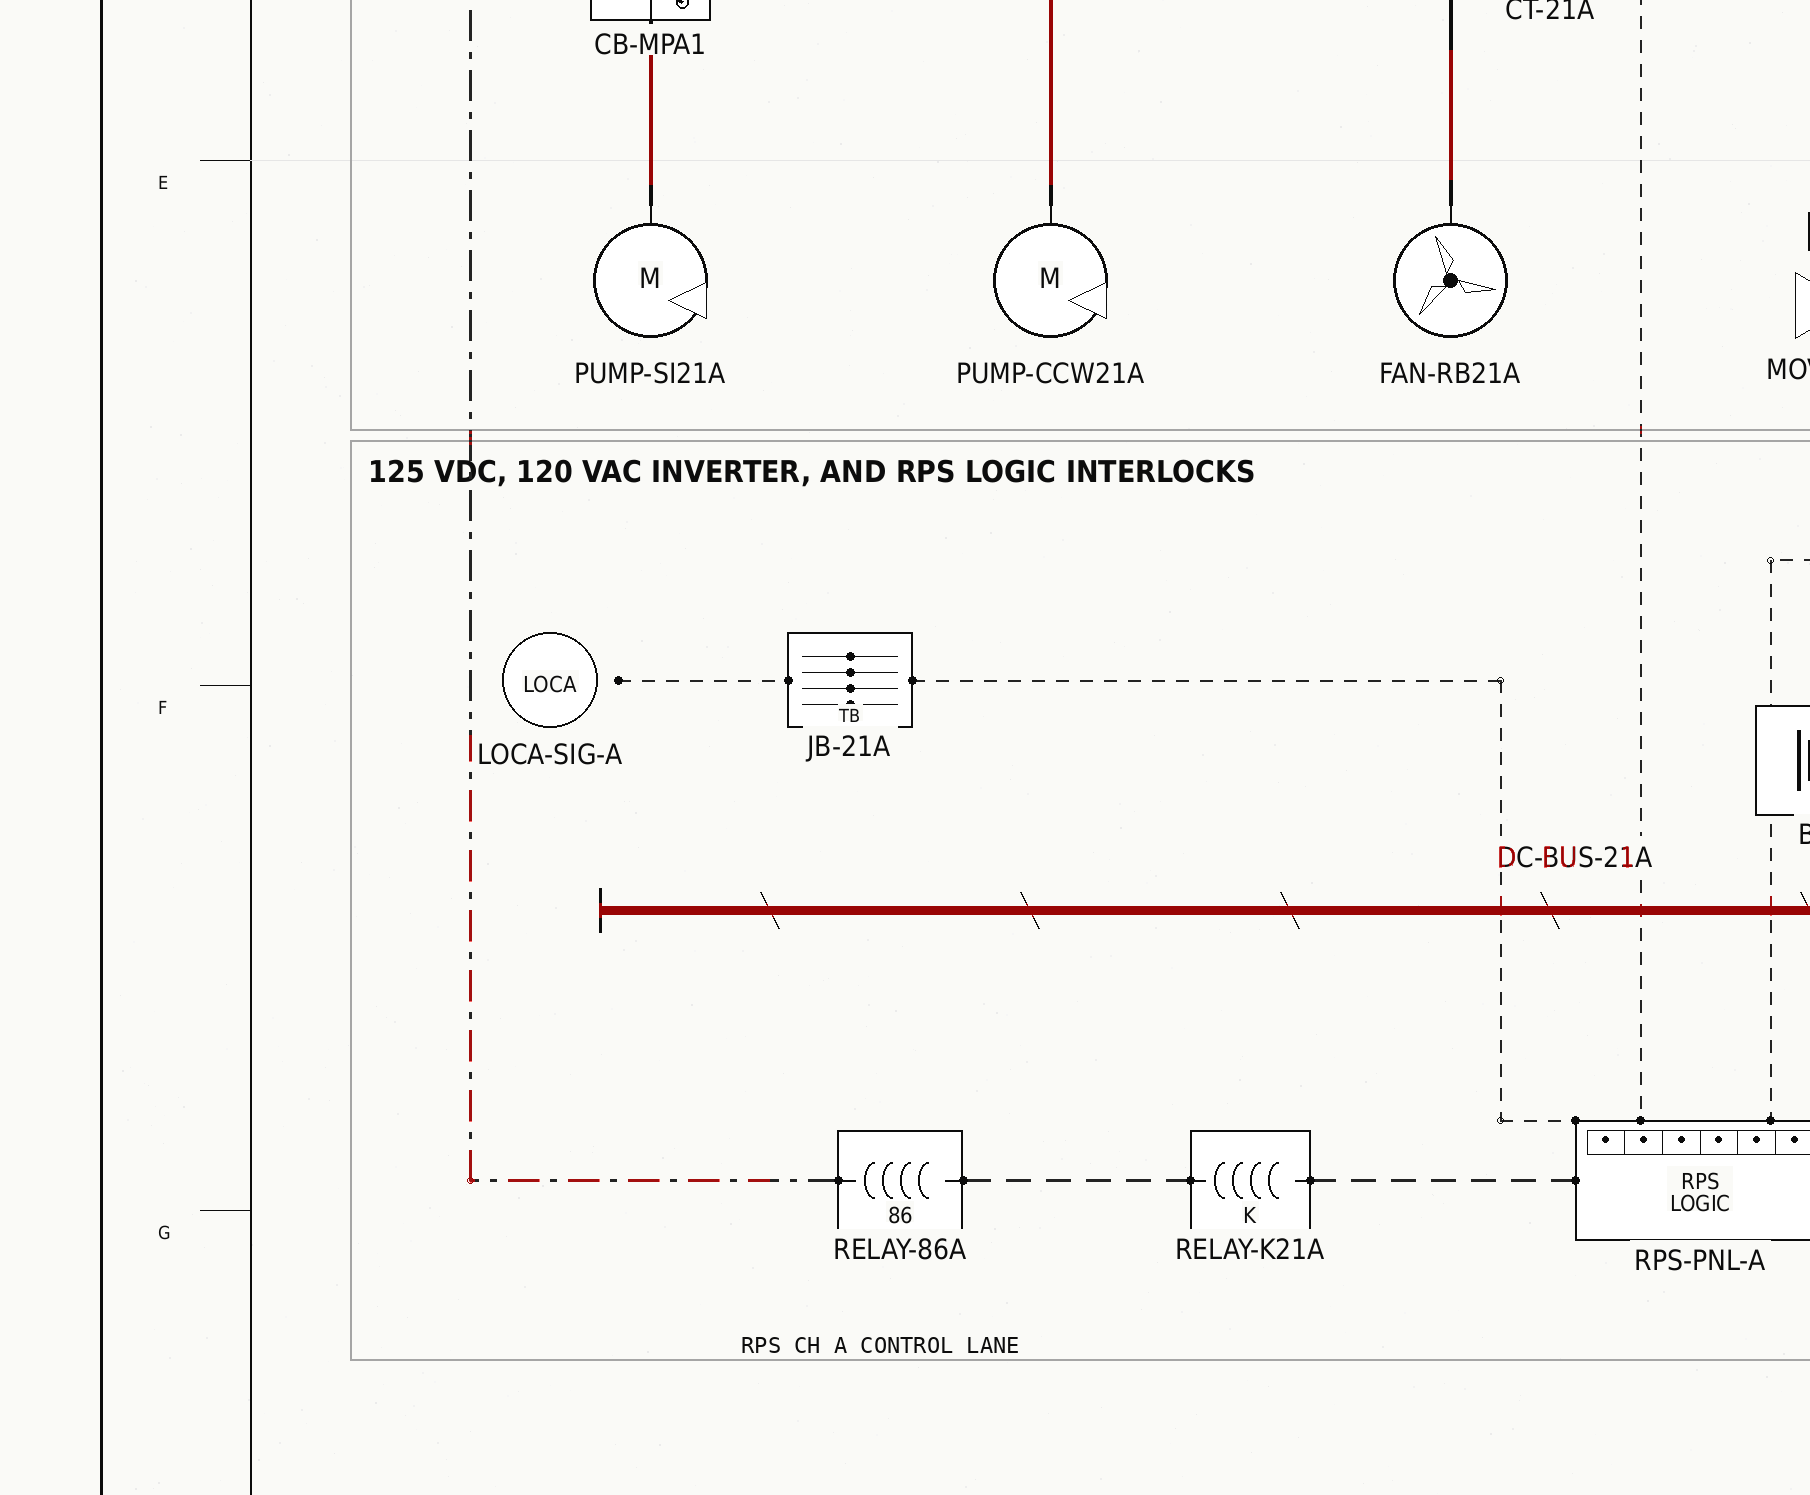 CT-21A
CB-MPA1
E
M
M
PUMP-SI21A
PUMP-CCW21A
FAN-RB21A
MOV
125 VDC, 120 VAC INVERTER, AND RPS LOGIC INTERLOCKS
LOCA
F
TB
LOCA-SIG-A
JB-21A
B
DC-BUS-21A
RPS
LOGIC
86
K
G
RELAY-86A
RELAY-K21A
RPS-PNL-A
RPS CH A CONTROL LANE